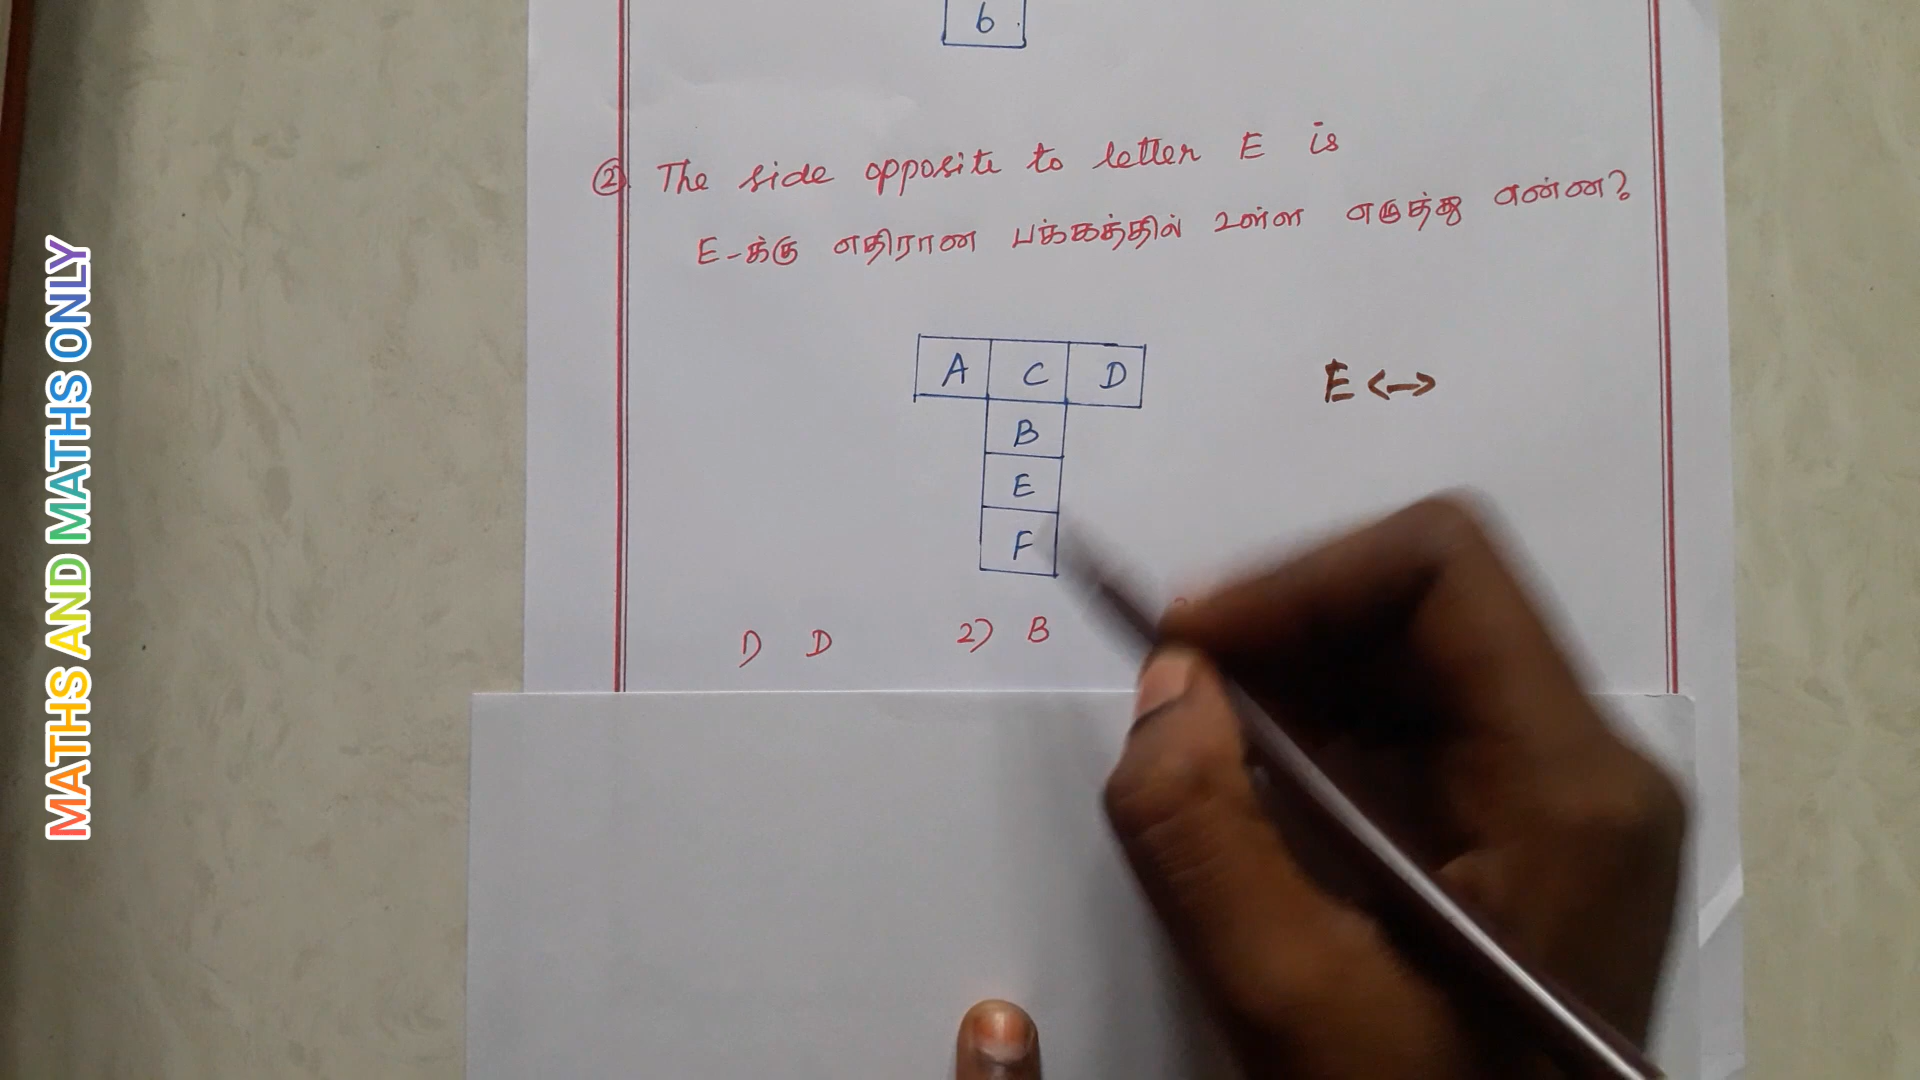 6
② The side opposite to letter E is
E-க்கு எதிரான பக்கத்தில் உள்ள எழுத்து என்ன?
A C D
E <-->
B
E
F
1) D 2) B
MATHS AND MATHS ONLY